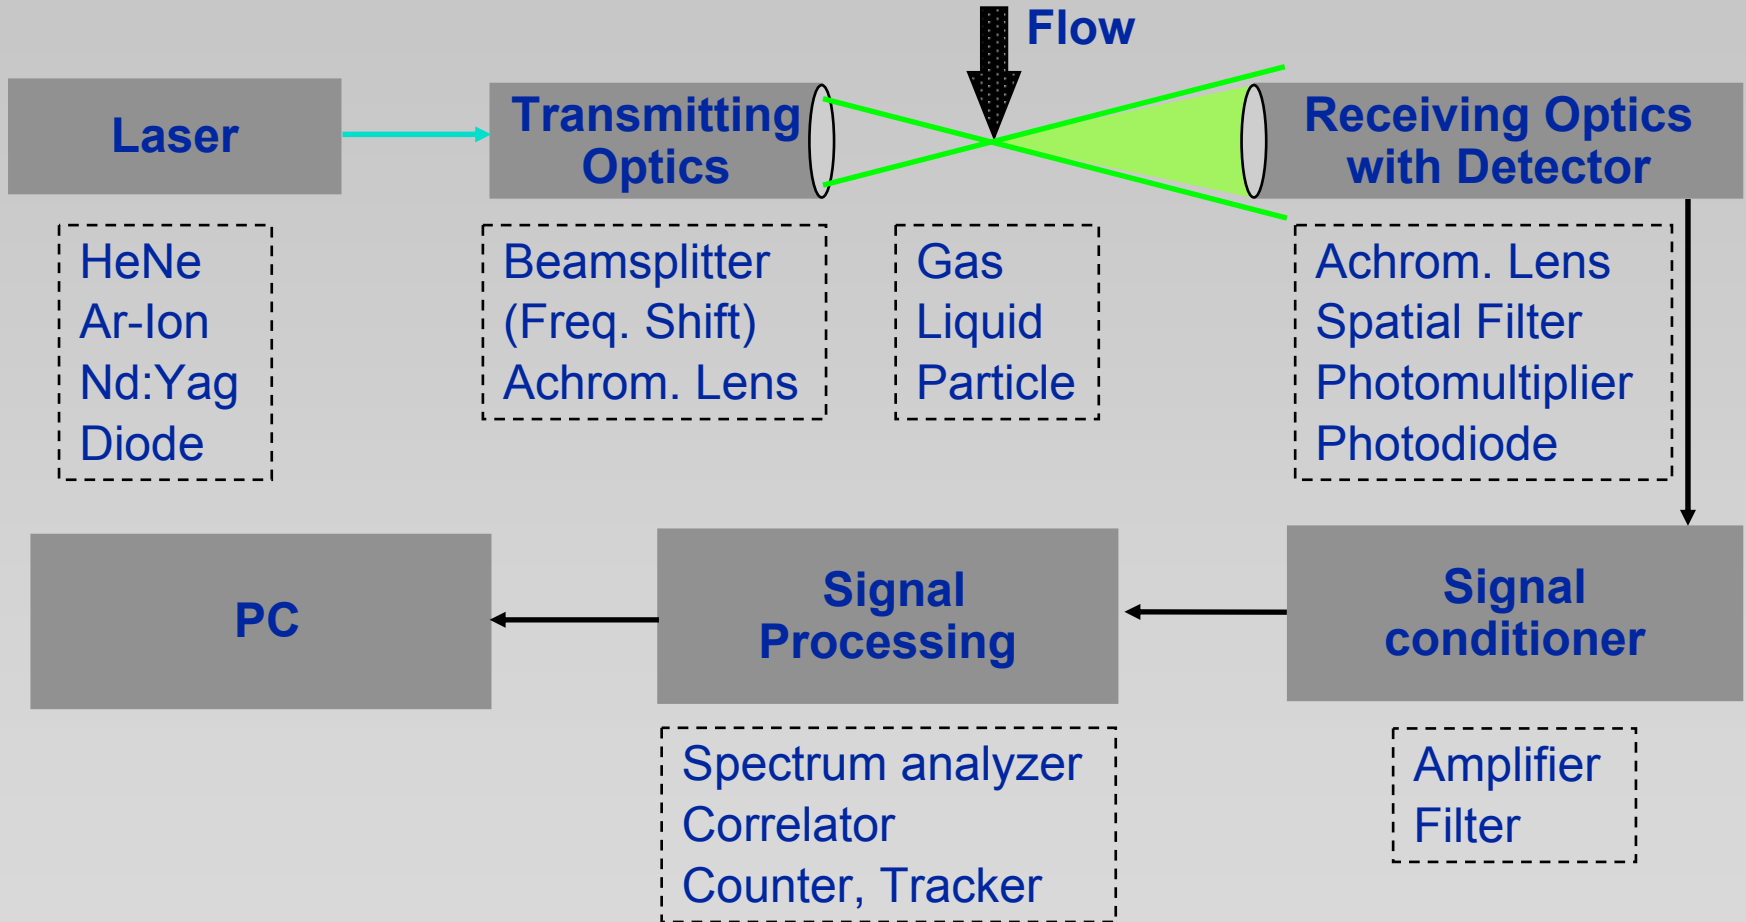 Flow
Laser
Transmitting
Optics
Receiving Optics
with Detector
HeNe
Ar-Ion
Nd:Yag
Diode
Beamsplitter
(Freq. Shift)
Achrom. Lens
Gas
Liquid
Particle
Achrom. Lens
Spatial Filter
Photomultiplier
Photodiode
PC
Signal
Processing
Signal
conditioner
Spectrum analyzer
Correlator
Counter, Tracker
Amplifier
Filter